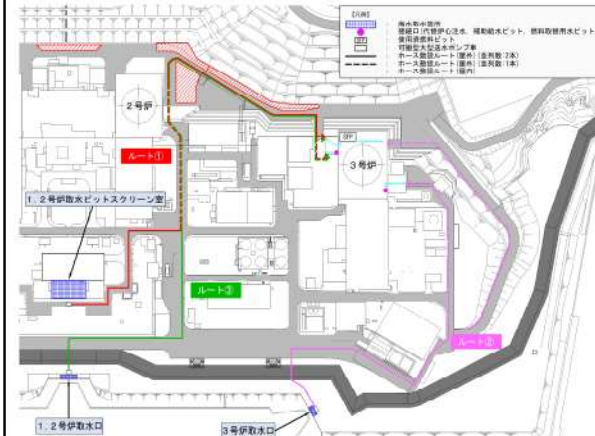 【凡例】
海水取水箇所
接続口(代替炉心注水、補助給水ピット、燃料取替用水ピット)
SFP 使用済燃料ピット
可搬型大型送水ポンプ車
ホース敷設ルート(屋外)(並列数:2本)
ホース敷設ルート(屋外)(並列数:1本)
ホース敷設ルート(屋内)
2号炉
SFP
3号炉
ルート①
1、2号炉取水ピットスクリーン室
ルート③
ルート②
1、2号炉取水口
3号炉取水口